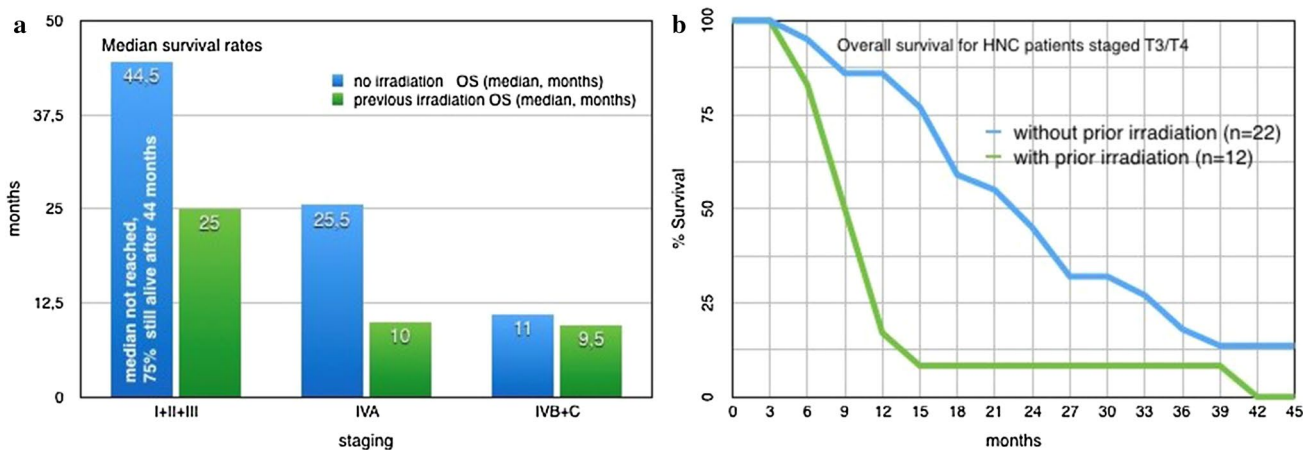 a
50
37,5
25
12,5
0
months
Median survival rates
no irradiation OS (median, months)
previous irradiation OS (median, months)
44,5
median not reached,
75% still alive after 44 months
25
25,5
10
11
9,5
I+II+III
IVA
IVB+C
staging
b
100
75
50
25
0
% Survival
Overall survival for HNC patients staged T3/T4
without prior irradiation (n=22)
with prior irradiation (n=12)
0 3 6 9 12 15 18 21 24 27 30 33 36 39 42 45
months